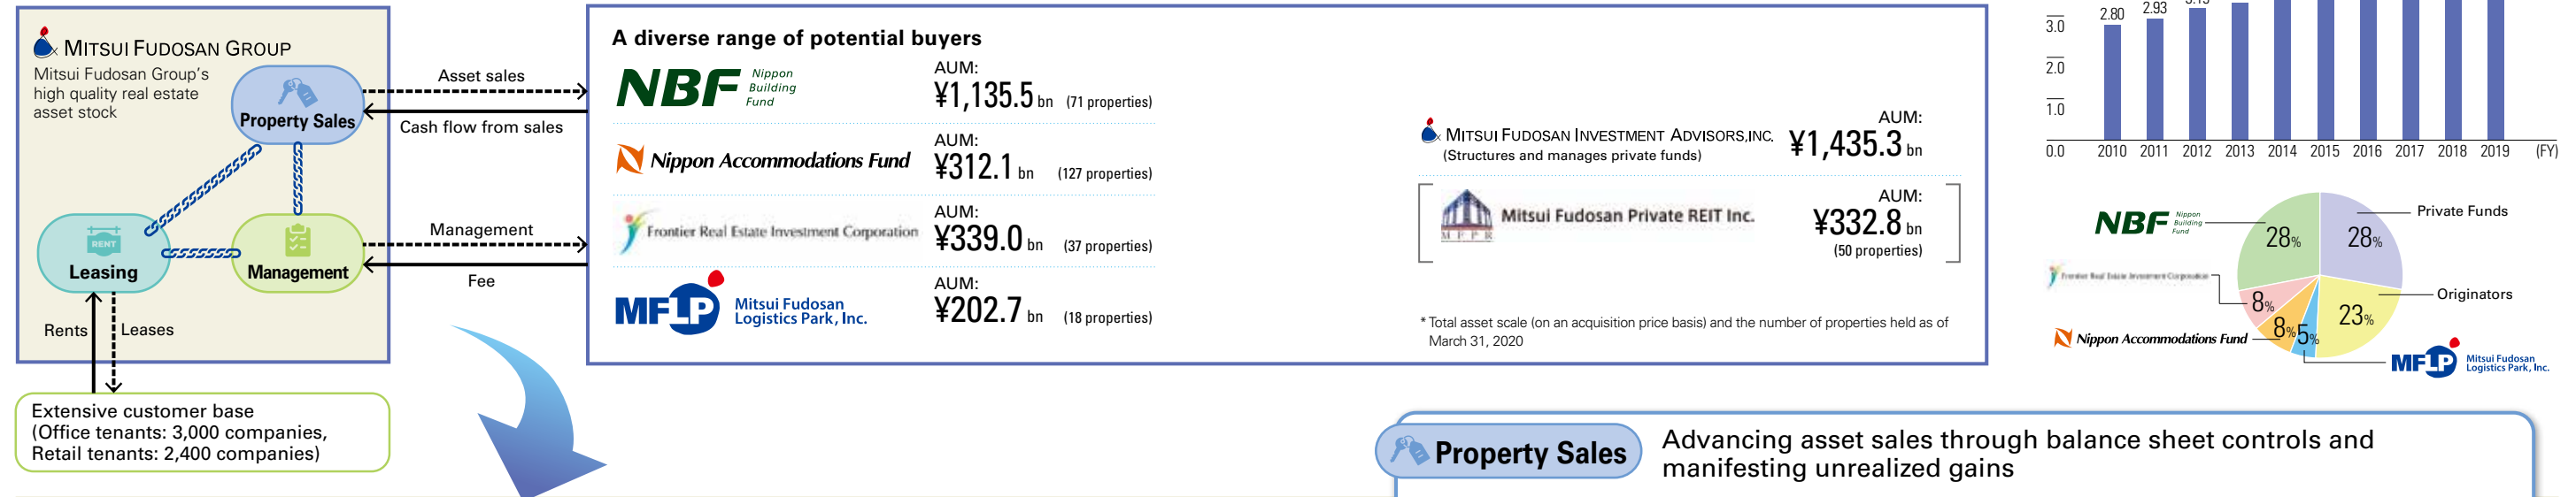 MITSUI FUDOSAN GROUP
Mitsui Fudosan Group's
high quality real estate
asset stock
Property Sales
RENT
Leasing
Management
Rents
Leases
Extensive customer base
(Office tenants: 3,000 companies,
Retail tenants: 2,400 companies)
Asset sales
Cash flow from sales
Management
Fee
A diverse range of potential buyers
NBF Nippon
Building
Fund
AUM:
¥1,135.5 bn (71 properties)
Nippon Accommodations Fund
AUM:
¥312.1 bn (127 properties)
Frontier Real Estate Investment Corporation
AUM:
¥339.0 bn (37 properties)
MFLP Mitsui Fudosan
Logistics Park, Inc.
AUM:
¥202.7 bn (18 properties)
MITSUI FUDOSAN INVESTMENT ADVISORS,INC.
(Structures and manages private funds)
AUM:
¥1,435.3 bn
MFPR
Mitsui Fudosan Private REIT Inc.
AUM:
¥332.8 bn
(50 properties)
* Total asset scale (on an acquisition price basis) and the number of properties held as of
March 31, 2020
3.0
2.0
1.0
0.0
2.80
2.93
2010 2011 2012 2013 2014 2015 2016 2017 2018 2019 (FY)
NBF Nippon
Building
Fund
28%
28%
Private Funds
Frontier Real Estate Investment Corporation
8%
Originators
23%
Nippon Accommodations Fund
8%
5%
MFLP Mitsui Fudosan
Logistics Park, Inc.
Property Sales
Advancing asset sales through balance sheet controls and
manifesting unrealized gains